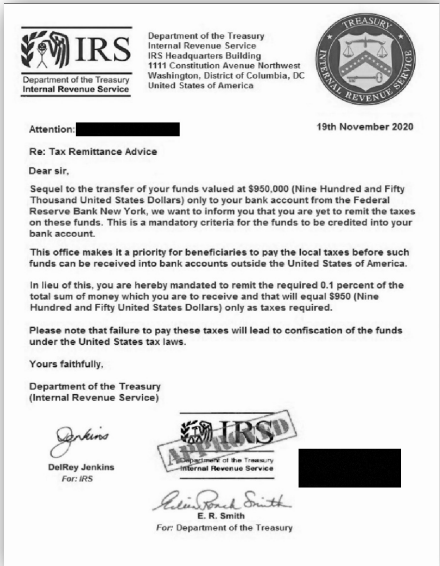 IRS
Department of the Treasury
Internal Revenue Service
Department of the Treasury
Internal Revenue Service
IRS Headquarters Building
1111 Constitution Avenue Northwest
Washington, District of Columbia, DC
United States of America
TREASURY
INTERNAL REVENUE SERVICE
Attention:
19th November 2020
Re: Tax Remittance Advice
Dear sir,
Sequel to the transfer of your funds valued at $950,000 (Nine Hundred and Fifty
Thousand United States Dollars) only to your bank account from the Federal
Reserve Bank New York, we want to inform you that you are yet to remit the taxes
on these funds. This is a mandatory criteria for the funds to be credited into your
bank account.
This office makes it a priority for beneficiaries to pay the local taxes before such
funds can be received into bank accounts outside the United States of America.
In lieu of this, you are hereby mandated to remit the required 0.1 percent of the
total sum of money which you are to receive and that will equal $950 (Nine
Hundred and Fifty United States Dollars) only as taxes required.
Please note that failure to pay these taxes will lead to confiscation of the funds
under the United States tax laws.
Yours faithfully,
Department of the Treasury
(Internal Revenue Service)
Jenkins
DelRey Jenkins
For: IRS
IRS
APPROVED
Department of the Treasury
Internal Revenue Service
Smith
E. R. Smith
For: Department of the Treasury